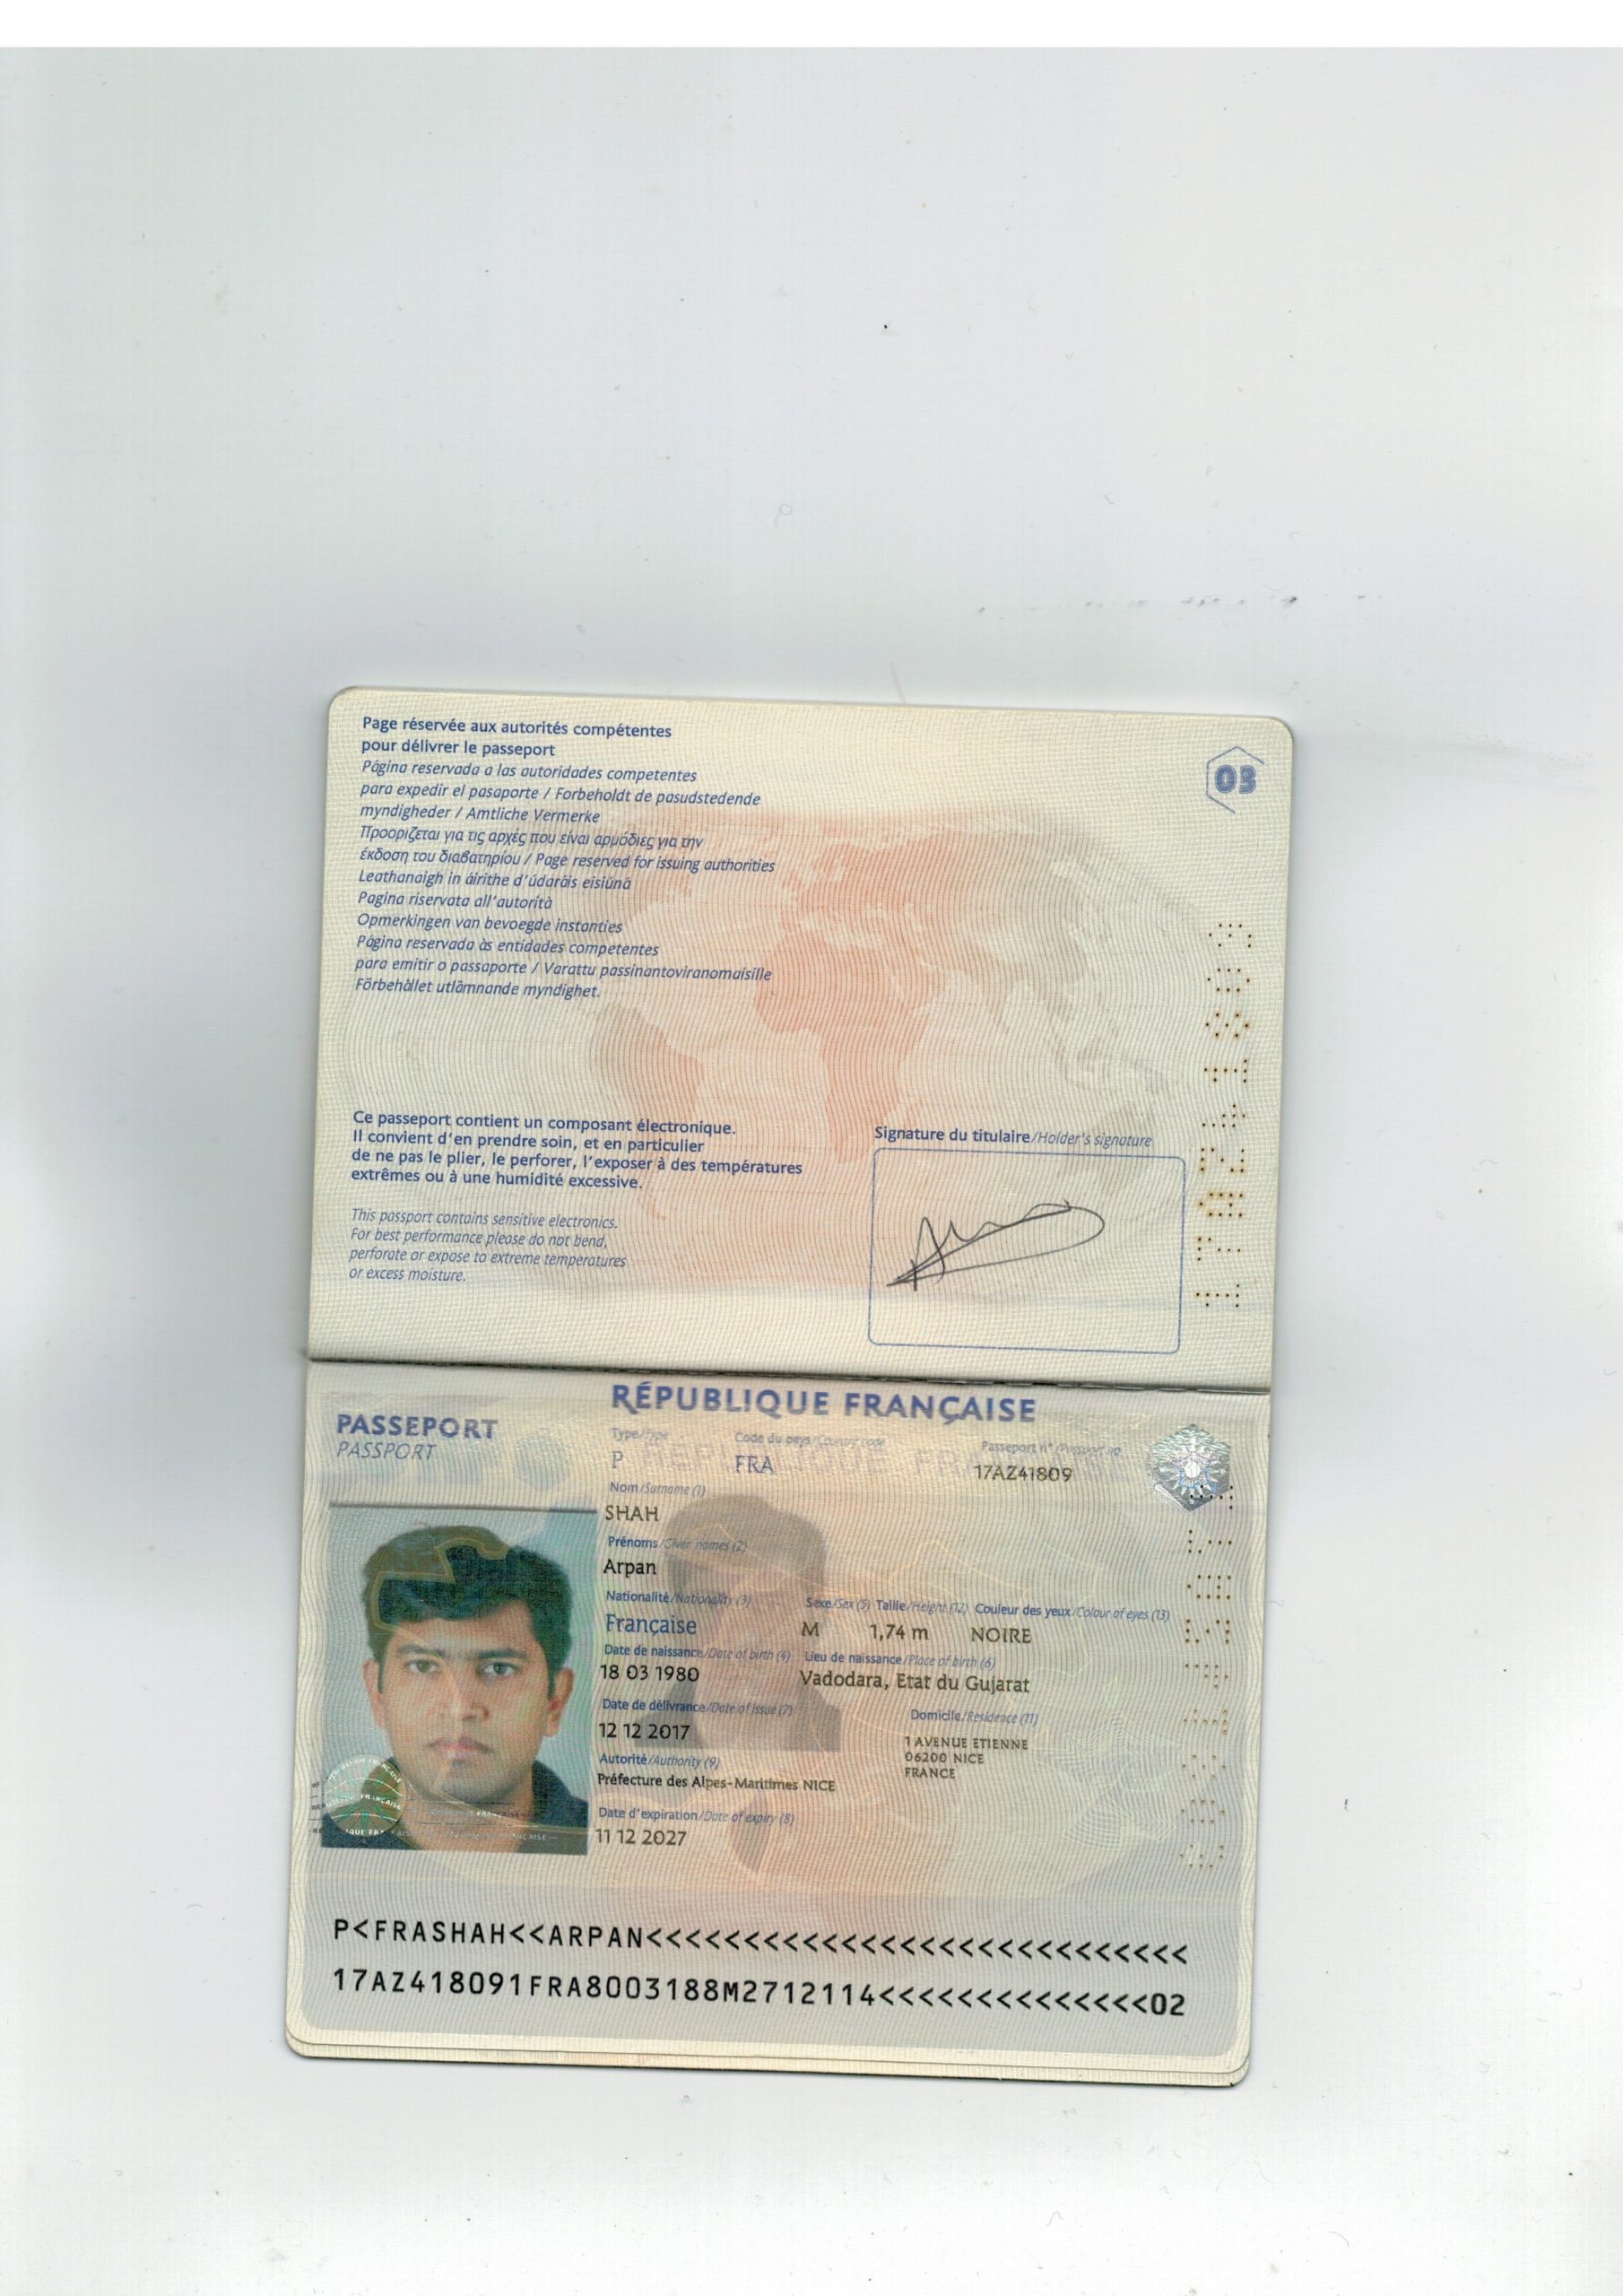 Page réservée aux autorités compétentes
pour délivrer le passeport
Página reservada a las autoridades competentes
para expedir el pasaporte / Forbeholdt de pasudstedende
myndigheder / Amtliche Vermerke
Προορίζεται για τις αρχές που είναι αρμόδιες για την
έκδοση του διαβατηρίου / Page reserved for issuing authorities
Leathanaigh in áirithe d'údaráis eisiúná
Pagina riservata all'autorità
Opmerkingen van bevoegde instanties
Página reservada às entidades competentes
para emitir o passaporte / Varattu passinantoviranomaisille
Förbehållet utlämnande myndighet.
03
Ce passeport contient un composant électronique.
Il convient d'en prendre soin, et en particulier
de ne pas le plier, le perforer, l'exposer à des températures
extrêmes ou à une humidité excessive.
This passport contains sensitive electronics.
For best performance please do not bend,
perforate or expose to extreme temperatures
or excess moisture.
Signature du titulaire/Holder's signature
17AZ41809
RÉPUBLIQUE FRANÇAISE
PASSEPORT
PASSPORT
Type/Type Code du pays/Country code Passeport n°/Passport no
P FRA 17AZ41809
Nom/Surname (1)
SHAH
Prénoms/Given names (2)
Arpan
Nationalité/Nationality (3) Sexe/Sex (5) Taille/Height (12) Couleur des yeux/Colour of eyes (13)
Française M 1,74 m NOIRE
Date de naissance/Date of birth (4) Lieu de naissance/Place of birth (6)
18 03 1980 Vadodara, Etat du Gujarat
Date de délivrance/Date of issue (7) Domicile/Residence (11)
12 12 2017 1 AVENUE ETIENNE
06200 NICE
FRANCE
Autorité/Authority (9)
Préfecture des Alpes-Maritimes NICE
Date d'expiration/Date of expiry (8)
11 12 2027
P<FRASHAH<<ARPAN<<<<<<<<<<<<<<<<<<<<<<<<<<<<
17AZ418091FRA8003188M2712114<<<<<<<<<<<<<<02